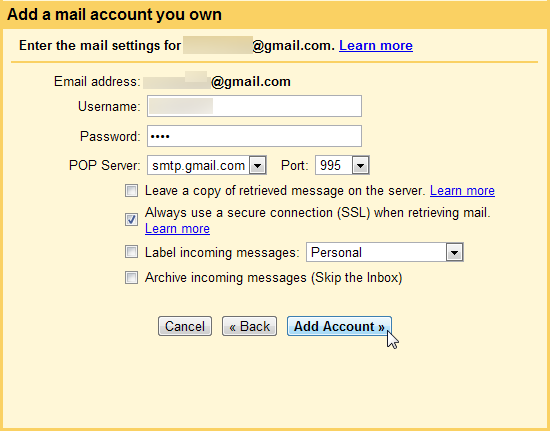 Add a mail account you own
Enter the mail settings for @gmail.com. Learn more
Email address: @gmail.com
Username:
Password: ••••
POP Server: smtp.gmail.com Port: 995
Leave a copy of retrieved message on the server. Learn more
Always use a secure connection (SSL) when retrieving mail.
Learn more
Label incoming messages: Personal
Archive incoming messages (Skip the Inbox)
Cancel « Back Add Account »